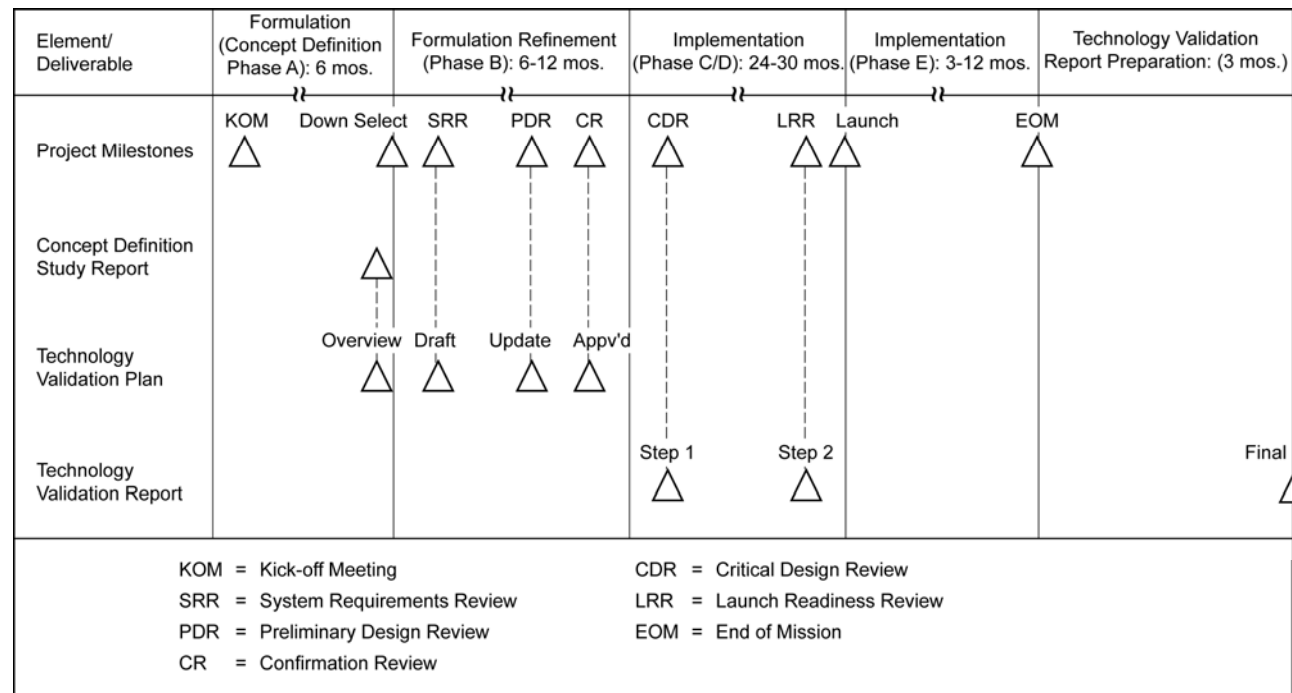 Element/
Deliverable
Formulation
(Concept Definition
Phase A): 6 mos.
Formulation Refinement
(Phase B): 6-12 mos.
Implementation
(Phase C/D): 24-30 mos.
Implementation
(Phase E): 3-12 mos.
Technology Validation
Report Preparation: (3 mos.)
Project Milestones
KOM
Down Select
SRR
PDR
CR
CDR
LRR
Launch
EOM
Concept Definition
Study Report
Technology
Validation Plan
Overview
Draft
Update
Appv'd
Technology
Validation Report
Step 1
Step 2
Final
KOM = Kick-off Meeting
SRR = System Requirements Review
PDR = Preliminary Design Review
CR = Confirmation Review
CDR = Critical Design Review
LRR = Launch Readiness Review
EOM = End of Mission